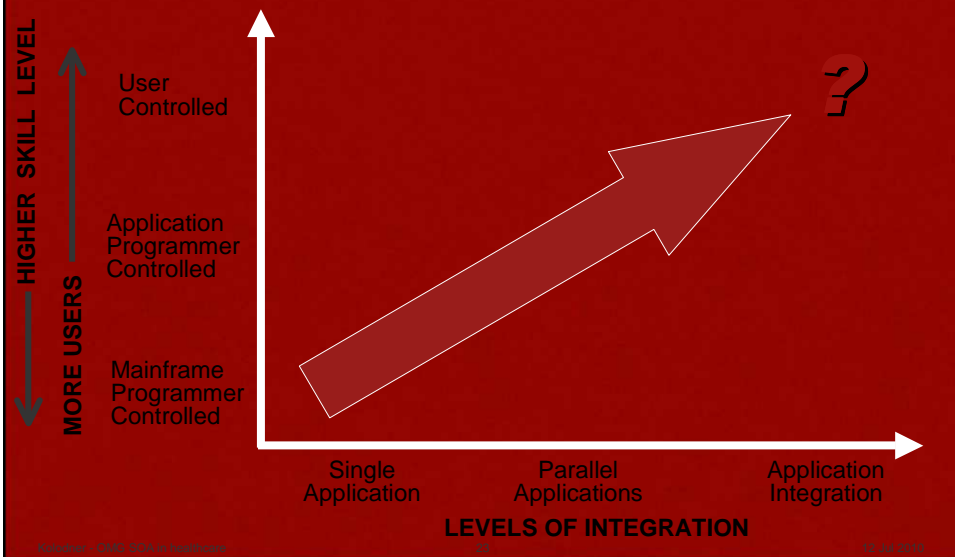 HIGHER SKILL LEVEL
MORE USERS
User
Controlled
Application
Programmer
Controlled
Mainframe
Programmer
Controlled
?
Single
Application
Parallel
Applications
Application
Integration
LEVELS OF INTEGRATION